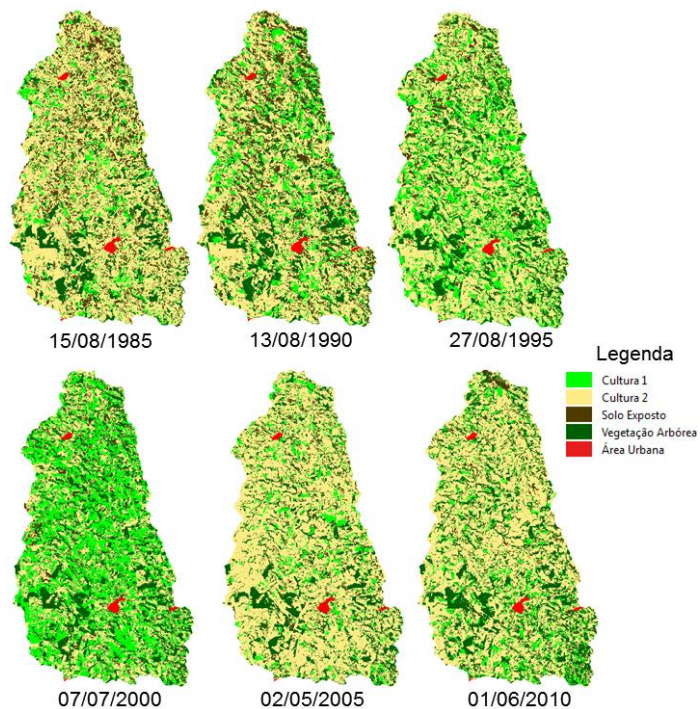 15/08/1985
13/08/1990
27/08/1995
Legenda
Cultura 1
Cultura 2
Solo Exposto
Vegetação Arbórea
Área Urbana
07/07/2000
02/05/2005
01/06/2010